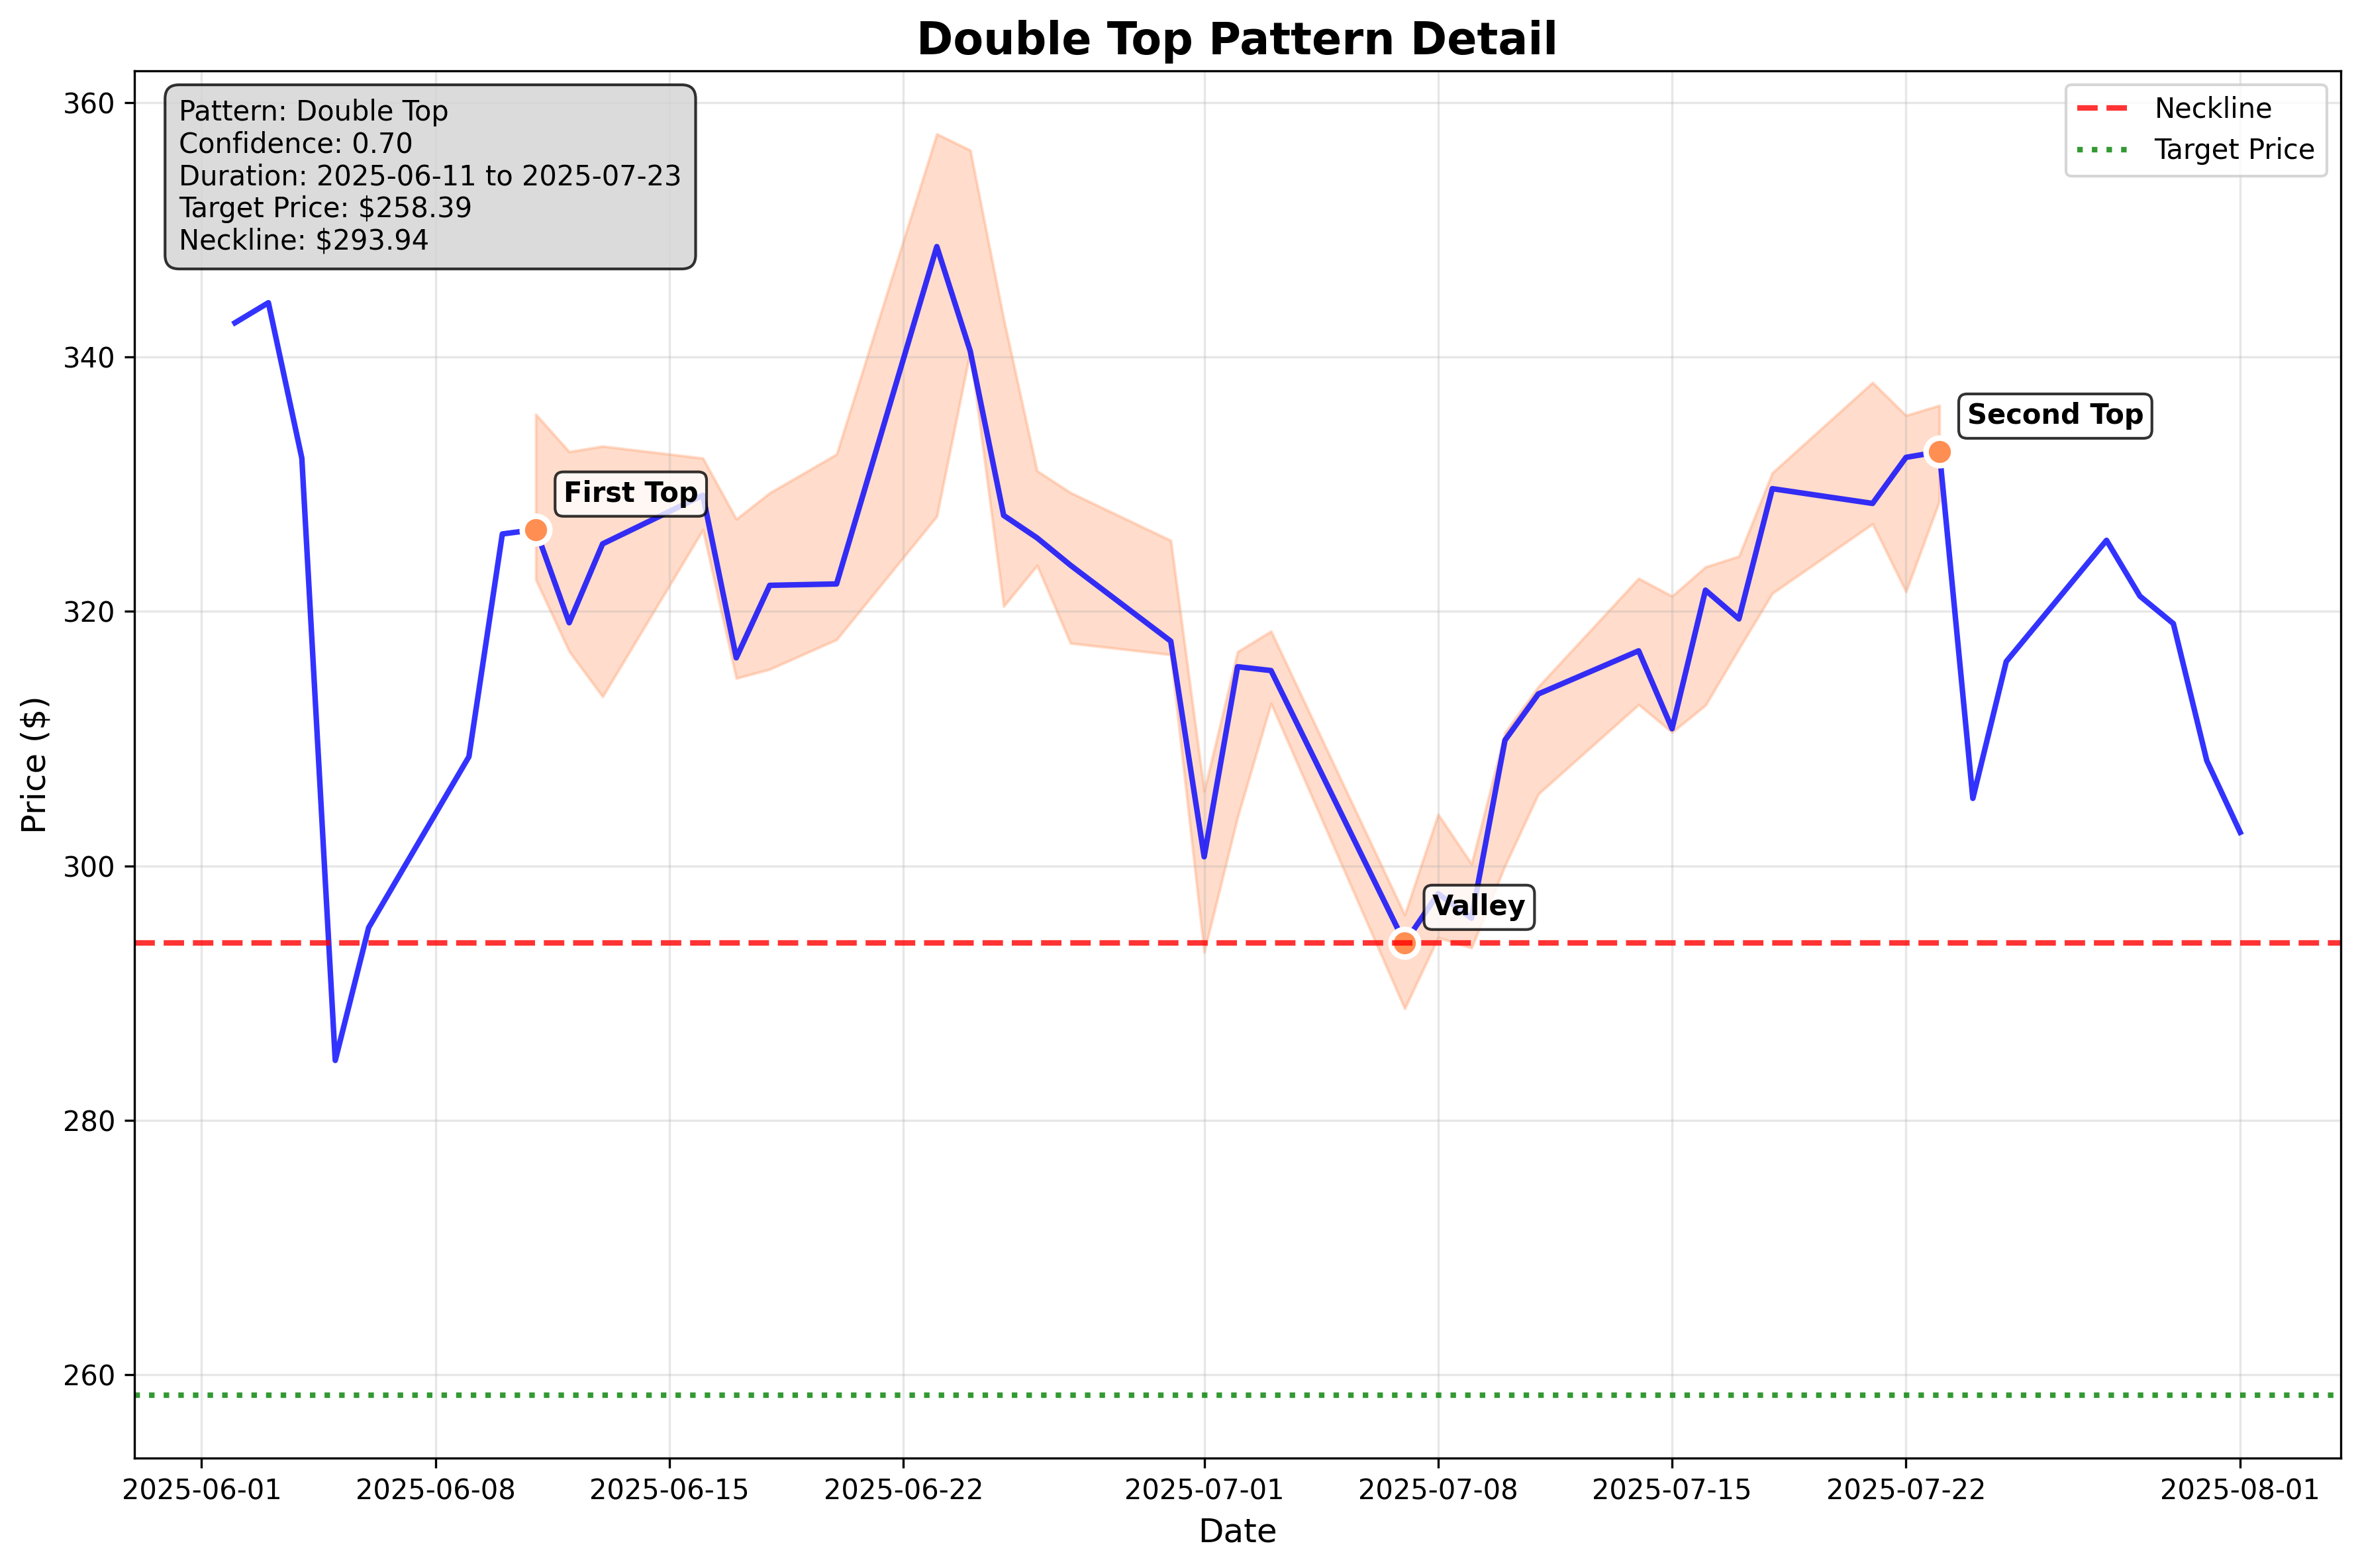 Double Top Pattern Detail
Pattern: Double Top
Confidence: 0.70
Duration: 2025-06-11 to 2025-07-23
Target Price: $258.39
Neckline: $293.94
Neckline
Target Price
First Top
Second Top
Valley
Price ($)
360
340
320
300
280
260
2025-06-01
2025-06-08
2025-06-15
2025-06-22
2025-07-01
2025-07-08
2025-07-15
2025-07-22
2025-08-01
Date